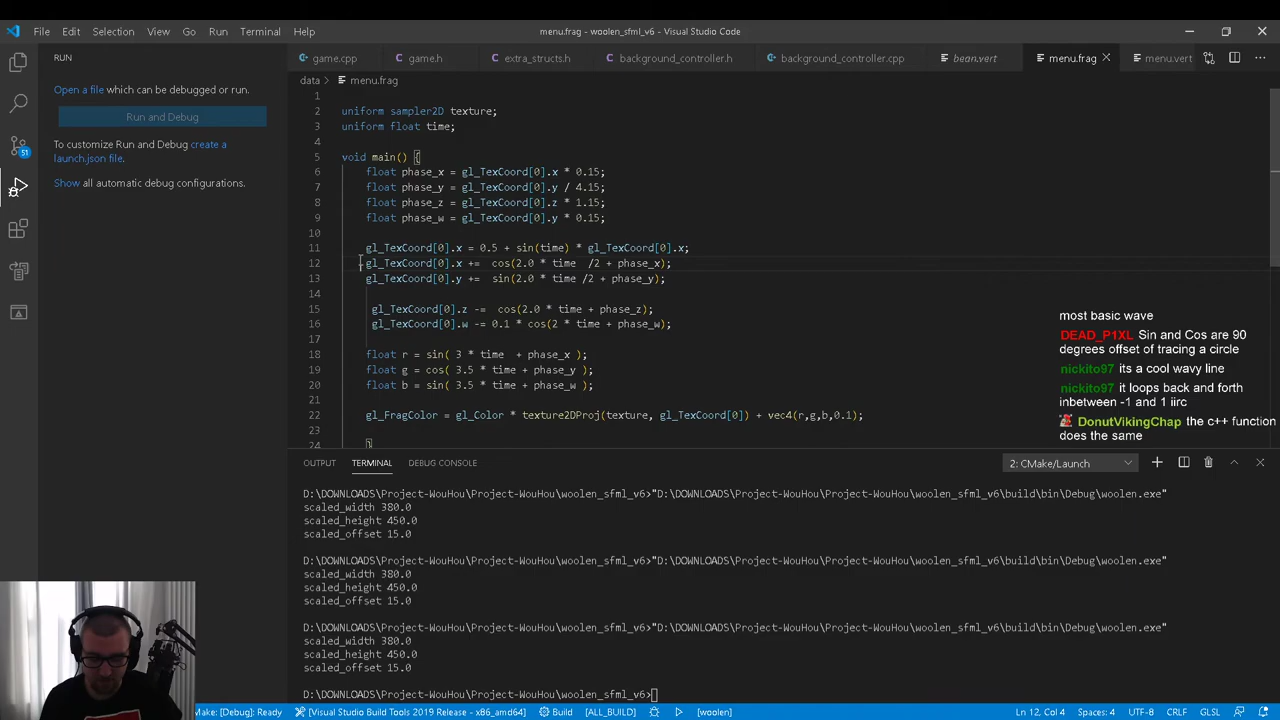 File Edit Selection View Go Run Terminal Help
menu.frag - woolen_sfml_v6 - Visual Studio Code
RUN
game.cpp
game.h
extra_structs.h
background_controller.h
background_controller.cpp
bean.vert
menu.frag
menu.vert
Open a file which can be debugged or run.
Run and Debug
To customize Run and Debug create a
launch.json file.
Show all automatic debug configurations.
51
data > menu.frag
1
2 uniform sampler2D texture;
3 uniform float time;
4
5 void main() {
6 float phase_x = gl_TexCoord[0].x * 0.15;
7 float phase_y = gl_TexCoord[0].y / 4.15;
8 float phase_z = gl_TexCoord[0].z * 1.15;
9 float phase_w = gl_TexCoord[0].y * 0.15;
10
11 gl_TexCoord[0].x = 0.5 + sin(time) * gl_TexCoord[0].x;
12 gl_TexCoord[0].x += cos(2.0 * time /2 + phase_x);
13 gl_TexCoord[0].y += sin(2.0 * time /2 + phase_y);
14
15 gl_TexCoord[0].z -= cos(2.0 * time + phase_z);
16 gl_TexCoord[0].w -= 0.1 * cos(2 * time + phase_w);
17
18 float r = sin( 3 * time + phase_x );
19 float g = cos( 3.5 * time + phase_y );
20 float b = sin( 3.5 * time + phase_w );
21
22 gl_FragColor = gl_Color * texture2DProj(texture, gl_TexCoord[0]) + vec4(r,g,b,0.1);
23
24 }
most basic wave
DEAD_P1XL Sin and Cos are 90
degrees offset of tracing a circle
nickito97 its a cool wavy line
nickito97 it loops back and forth
inbetween -1 and 1 iirc
DonutVikingChap the c++ function
does the same
OUTPUT TERMINAL DEBUG CONSOLE
2: CMake/Launch
D:\DOWNLOADS\Project-WouHou\Project-WouHou\woolen_sfml_v6>"D:\DOWNLOADS\Project-WouHou\Project-WouHou\woolen_sfml_v6\build\bin\Debug\woolen.exe"
scaled_width 380.0
scaled_height 450.0
scaled_offset 15.0
D:\DOWNLOADS\Project-WouHou\Project-WouHou\woolen_sfml_v6>"D:\DOWNLOADS\Project-WouHou\Project-WouHou\woolen_sfml_v6\build\bin\Debug\woolen.exe"
scaled_width 380.0
scaled_height 450.0
scaled_offset 15.0
D:\DOWNLOADS\Project-WouHou\Project-WouHou\woolen_sfml_v6>"D:\DOWNLOADS\Project-WouHou\Project-WouHou\woolen_sfml_v6\build\bin\Debug\woolen.exe"
scaled_width 380.0
scaled_height 450.0
scaled_offset 15.0
D:\DOWNLOADS\Project-WouHou\Project-WouHou\woolen_sfml_v6>
Make: [Debug]: Ready
[Visual Studio Build Tools 2019 Release - x86_amd64]
Build
[ALL_BUILD]
[woolen]
Ln 12, Col 4
Spaces: 4
UTF-8
CRLF
GLSL